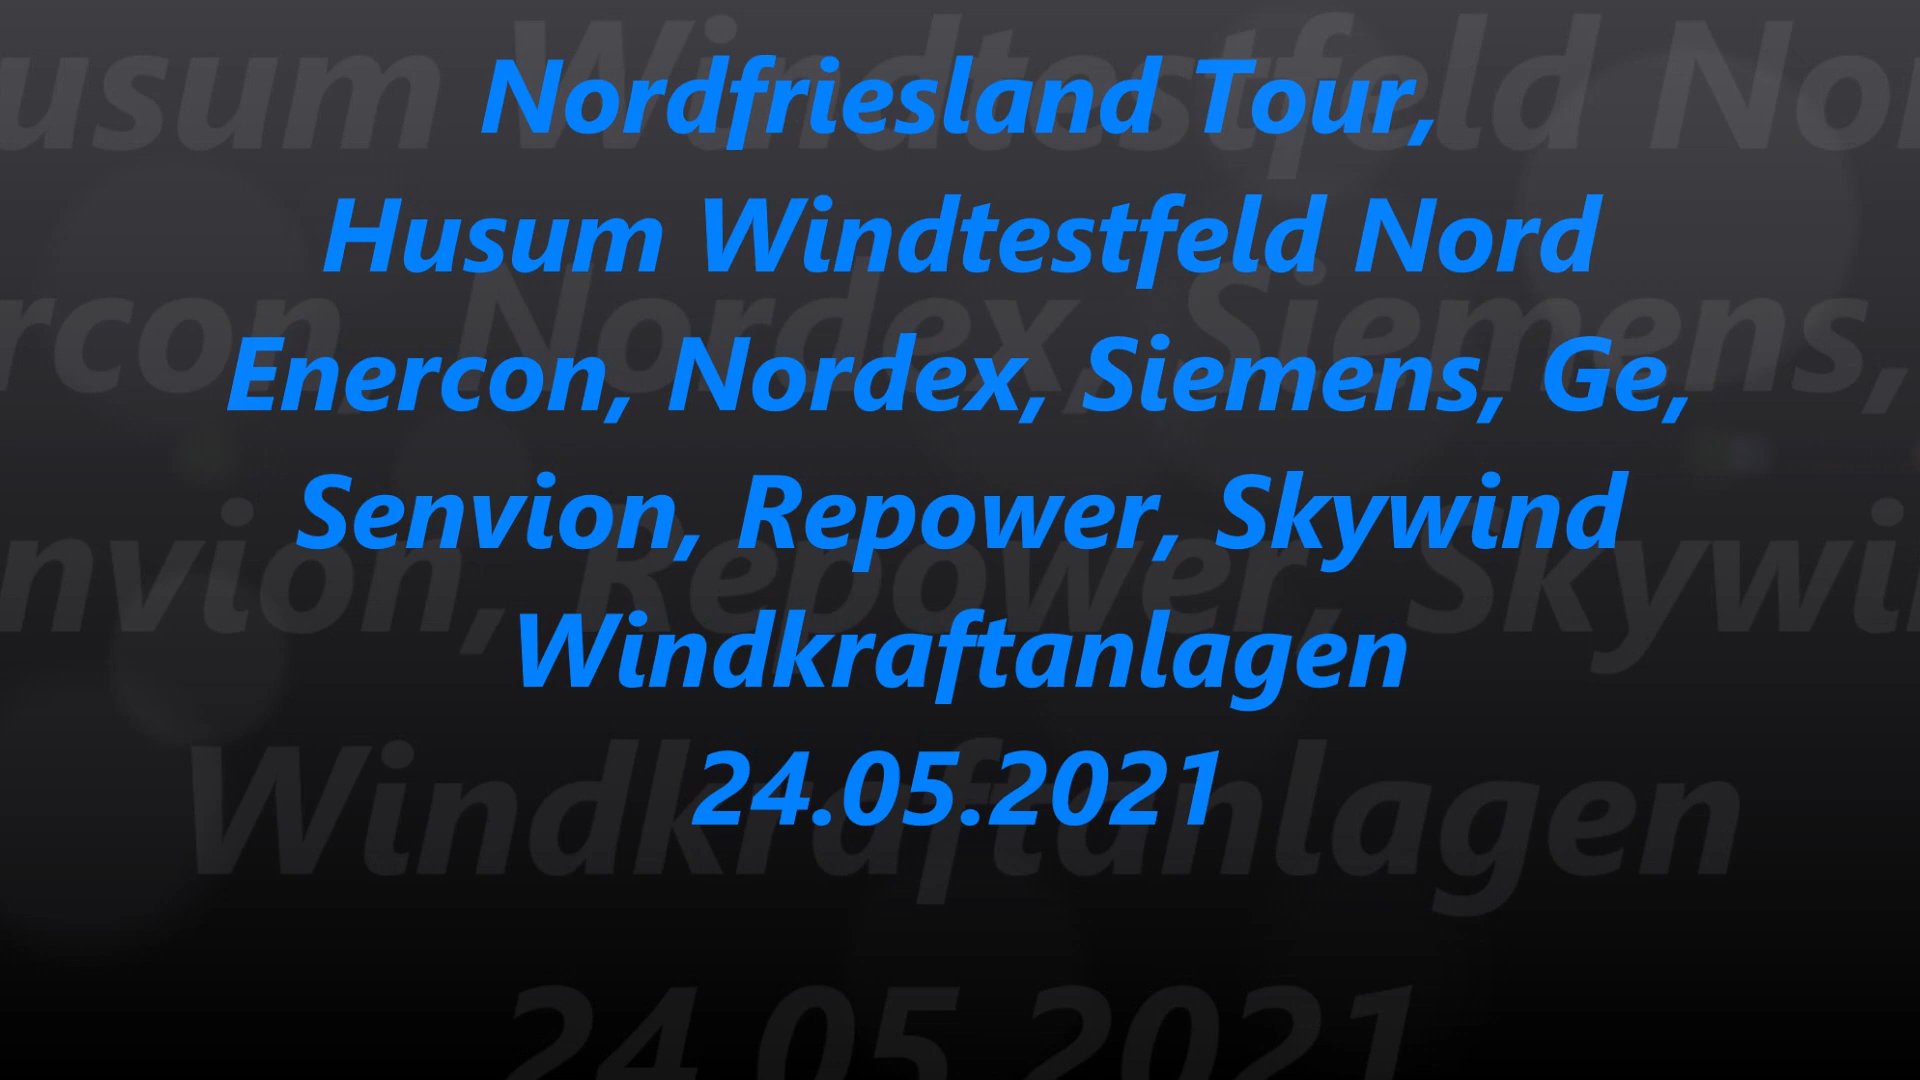 Nordfriesland Tour,
Husum Windtestfeld Nord
Enercon, Nordex, Siemens, Ge,
Senvion, Repower, Skywind
Windkraftanlagen
24.05.2021